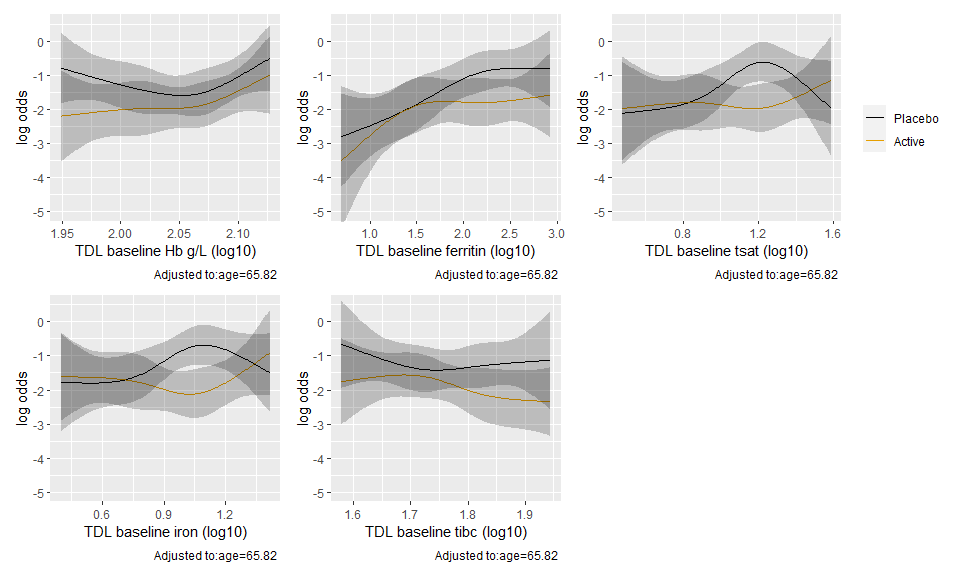 0
-1
-2
-3
-4
-5
log odds
1.95 2.00 2.05 2.10
TDL baseline Hb g/L (log10)
Adjusted to:age=65.82
0
-1
-2
-3
-4
-5
log odds
1.0 1.5 2.0 2.5 3.0
TDL baseline ferritin (log10)
Adjusted to:age=65.82
0
-1
-2
-3
-4
-5
log odds
0.8 1.2 1.6
TDL baseline tsat (log10)
Adjusted to:age=65.82
Placebo
Active
0
-1
-2
-3
-4
-5
log odds
0.6 0.9 1.2
TDL baseline iron (log10)
Adjusted to:age=65.82
0
-1
-2
-3
-4
-5
log odds
1.6 1.7 1.8 1.9
TDL baseline tibc (log10)
Adjusted to:age=65.82